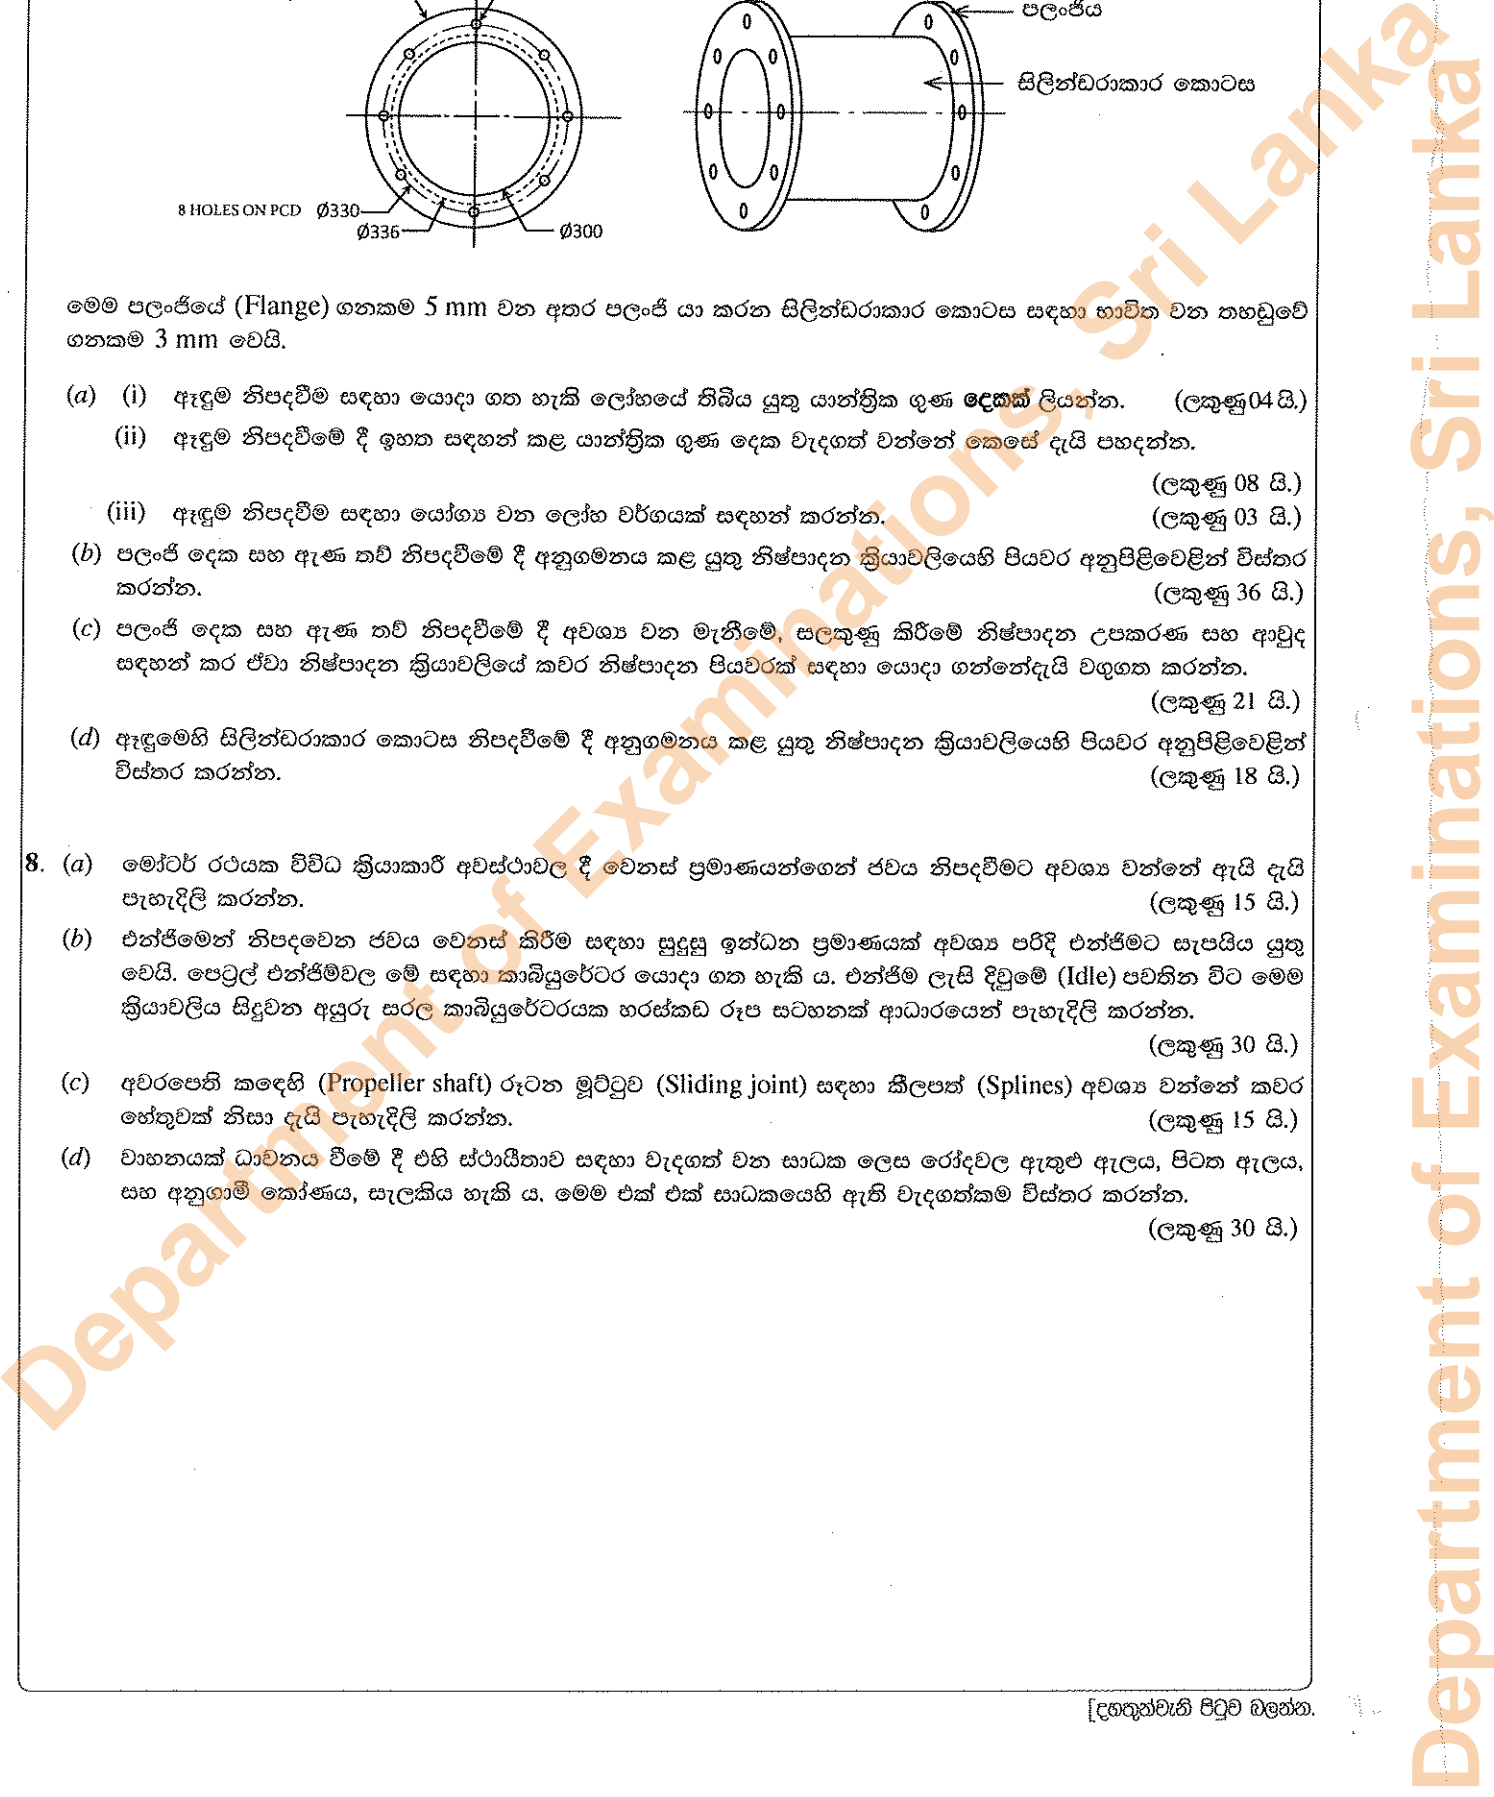 පලංජිය
සිලින්ඩරාකාර කොටස
8 HOLES ON PCD Ø330
Ø336
Ø300
මෙම පලංජියේ (Flange) ගනකම 5 mm වන අතර පලංජි යා කරන සිලින්ඩරාකාර කොටස සඳහා භාවිත වන තහඩුවේ
ගනකම 3 mm වෙයි.
(a) (i) ඇඳුම නිපදවීම සඳහා යොදා ගත හැකි ලෝහයේ තිබිය යුතු යාන්ත්‍රික ගුණ දෙකක් ලියන්න. (ලකුණු 04 යි.)
(ii) ඇඳුම නිපදවීමේ දී ඉහත සඳහන් කළ යාන්ත්‍රික ගුණ දෙක වැදගත් වන්නේ කෙසේ දැයි පහදන්න.
(ලකුණු 08 යි.)
(iii) ඇඳුම නිපදවීම සඳහා යෝග්‍ය වන ලෝහ වර්ගයක් සඳහන් කරන්න. (ලකුණු 03 යි.)
(b) පලංජි දෙක සහ ඇණ තව් නිපදවීමේ දී අනුගමනය කළ යුතු නිෂ්පාදන ක්‍රියාවලියෙහි පියවර අනුපිළිවෙළින් විස්තර
කරන්න. (ලකුණු 36 යි.)
(c) පලංජි දෙක සහ ඇණ තව් නිපදවීමේ දී අවශ්‍ය වන මැනීමේ, සලකුණු කිරීමේ නිෂ්පාදන උපකරණ සහ ආවුද
සඳහන් කර ඒවා නිෂ්පාදන ක්‍රියාවලියේ කවර නිෂ්පාදන පියවරක් සඳහා යොදා ගන්නේදැයි වගුගත කරන්න.
(ලකුණු 21 යි.)
(d) ඇඳුමෙහි සිලින්ඩරාකාර කොටස නිපදවීමේ දී අනුගමනය කළ යුතු නිෂ්පාදන ක්‍රියාවලියෙහි පියවර අනුපිළිවෙළින්
විස්තර කරන්න. (ලකුණු 18 යි.)
8. (a) මෝටර් රථයක විවිධ ක්‍රියාකාරී අවස්ථාවල දී වෙනස් ප්‍රමාණයන්ගෙන් ජවය නිපදවීමට අවශ්‍ය වන්නේ ඇයි දැයි
පැහැදිලි කරන්න. (ලකුණු 15 යි.)
(b) එන්ජිමෙන් නිපදවෙන ජවය වෙනස් කිරීම සඳහා සුදුසු ඉන්ධන ප්‍රමාණයක් අවශ්‍ය පරිදි එන්ජිමට සැපයිය යුතු
වෙයි. පෙට්‍රල් එන්ජිම්වල මේ සඳහා කාබියුරේටර යොදා ගත හැකි ය. එන්ජිම ලැසි දිවුමේ (Idle) පවතින විට මෙම
ක්‍රියාවලිය සිදුවන අයුරු සරල කාබියුරේටරයක හරස්කඩ රූප සටහනක් ආධාරයෙන් පැහැදිලි කරන්න.
(ලකුණු 30 යි.)
(c) අවරපෙති කඳෙහි (Propeller shaft) රූටන මූට්ටුව (Sliding joint) සඳහා කීලපත් (Splines) අවශ්‍ය වන්නේ කවර
හේතුවක් නිසා දැයි පැහැදිලි කරන්න. (ලකුණු 15 යි.)
(d) වාහනයක් ධාවනය වීමේ දී එහි ස්ථායීතාව සඳහා වැදගත් වන සාධක ලෙස රෝදවල ඇතුළු ඇලය, පිටත ඇලය,
සහ අනුගාමී කෝණය, සැලකිය හැකි ය. මෙම එක් එක් සාධකයෙහි ඇති වැදගත්කම විස්තර කරන්න.
(ලකුණු 30 යි.)
[දහතුන්වැනි පිටුව බලන්න.
Department of Examinations, Sri Lanka
Department of Examinations, Sri Lanka